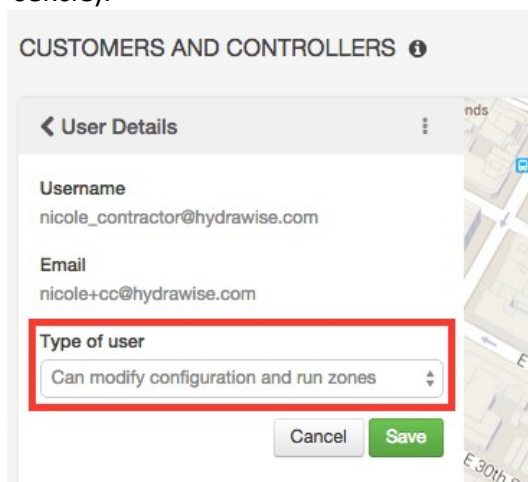 CUSTOMERS AND CONTROLLERS
User Details
nds
Username
nicole_contractor@hydrawise.com
Email
nicole+cc@hydrawise.com
Type of user
Can modify configuration and run zones
E
Cancel Save
E 30th